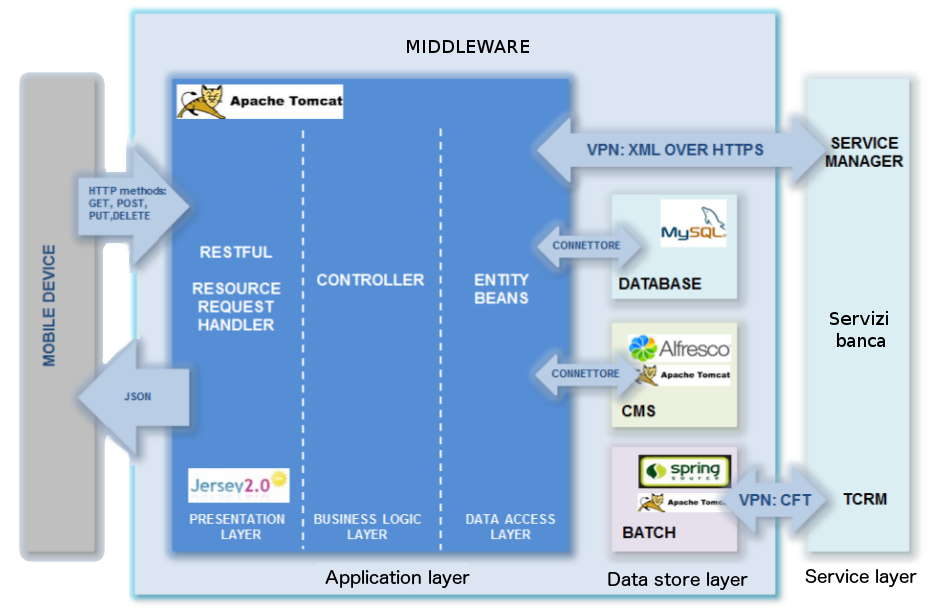 MIDDLEWARE
Apache Tomcat
VPN: XML OVER HTTPS
SERVICE
MANAGER
HTTP methods:
GET, POST,
PUT,DELETE
MOBILE DEVICE
RESTFUL
RESOURCE
REQUEST
HANDLER
CONTROLLER
ENTITY
BEANS
CONNETTORE
MySQL
DATABASE
Servizi
banca
CONNETTORE
Alfresco
Apache Tomcat
CMS
JSON
Jersey2.0
PRESENTATION
LAYER
BUSINESS LOGIC
LAYER
DATA ACCESS
LAYER
spring
source
Apache Tomc
BATCH
VPN: CFT
TCRM
Application layer
Data store layer
Service layer